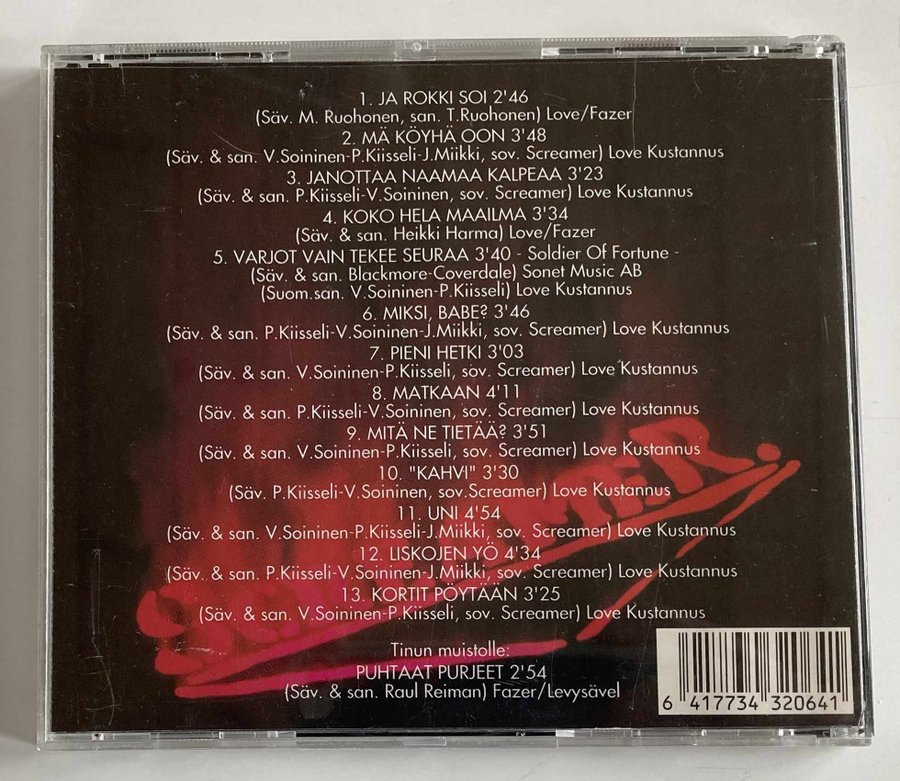 1. JA ROKKI SOI 2'46
(Säv. M. Ruohonen, san. T.Ruohonen) Love/Fazer
2. MÄ KÖYHÄ OON 3'48
(Säv. & san. V.Soininen-P.Kiisseli-J.Miikki, sov. Screamer) Love Kustannus
3. JANOTTAA NAAMAA KALPEAA 3'23
(Säv. & san. P.Kiisseli-V.Soininen, sov. Screamer) Love Kustannus
4. KOKO HELA MAAILMA 3'34
(Säv. & san. Heikki Harma) Love/Fazer
5. VARJOT VAIN TEKEE SEURAA 3'40 - Soldier Of Fortune -
(Säv. & san. Blackmore-Coverdale) Sonet Music AB
(Suom.san. V.Soininen-P.Kiisseli) Love Kustannus
6. MIKSI, BABE? 3'46
(Säv. & san. P.Kiisseli-V.Soininen-J.Miikki, sov. Screamer) Love Kustannus
7. PIENI HETKI 3'03
(Säv. & san. V.Soininen-P.Kiisseli, sov. Screamer) Love Kustannus
8. MATKAAN 4'11
(Säv. & san. P.Kiisseli-V.Soininen, sov. Screamer) Love Kustannus
9. MITÄ NE TIETÄÄ? 3'51
(Säv. & san. V.Soininen-P.Kiisseli, sov. Screamer) Love Kustannus
10. "KAHVI" 3'30
(Säv. P.Kiisseli-V.Soininen, sov.Screamer) Love Kustannus
11. UNI 4'54
(Säv. & san. V.Soininen-P.Kiisseli-J.Miikki, sov. Screamer) Love Kustannus
12. LISKOJEN YÖ 4'34
(Säv. & san. P.Kiisseli-V.Soininen-J.Miikki, sov. Screamer) Love Kustannus
13. KORTIT PÖYTÄÄN 3'25
(Säv. & san. V.Soininen-P.Kiisseli, sov. Screamer) Love Kustannus
Tinun muistolle:
PUHTAAT PURJEET 2'54
(Säv. & san. Raul Reiman) Fazer/Levysävel
SCREAMER.
6 417734 320641